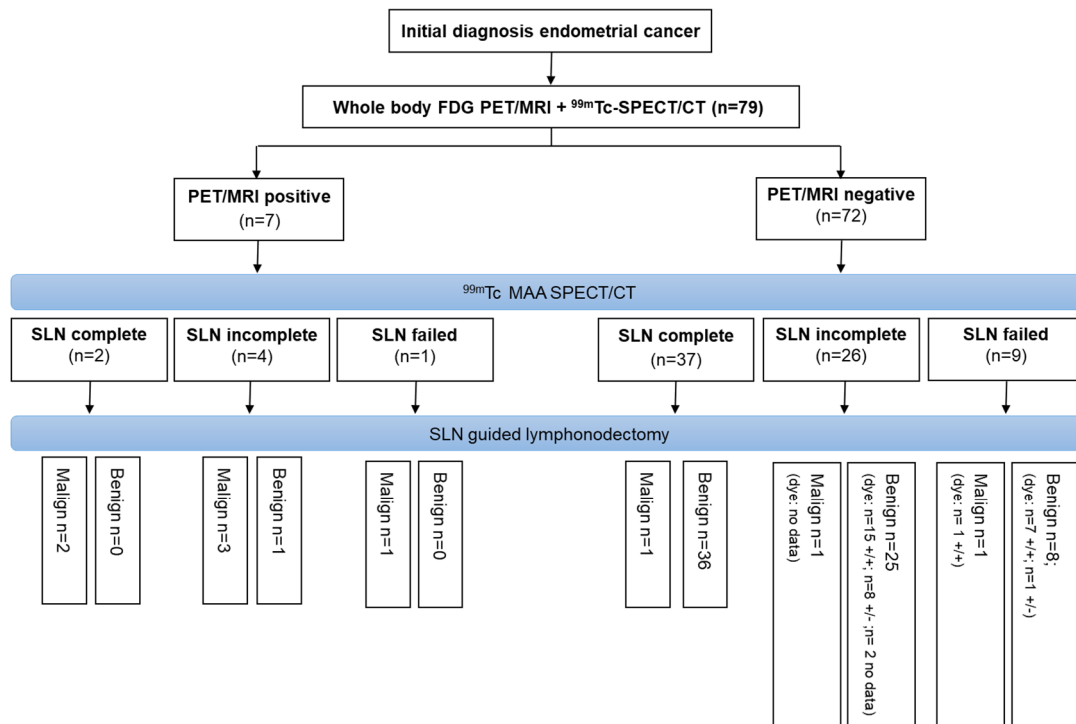 Initial diagnosis endometrial cancer
Whole body FDG PET/MRI + ⁹⁹ᵐTc-SPECT/CT (n=79)
PET/MRI positive
(n=7)
PET/MRI negative
(n=72)
⁹⁹ᵐTc MAA SPECT/CT
SLN complete
(n=2)
SLN incomplete
(n=4)
SLN failed
(n=1)
SLN complete
(n=37)
SLN incomplete
(n=26)
SLN failed
(n=9)
SLN guided lymphonodectomy
Malign n=2
Benign n=0
Malign n=3
Benign n=1
Malign n=1
Benign n=0
Malign n=1
Benign n=36
Malign n=1
(dye: no data)
Benign n=25
(dye: n=15 +/+; n=8 +/- ;n= 2 no data)
Malign n=1
(dye: n= 1 +/+)
Benign n=8;
(dye: n=7 +/+; n=1 +/-)